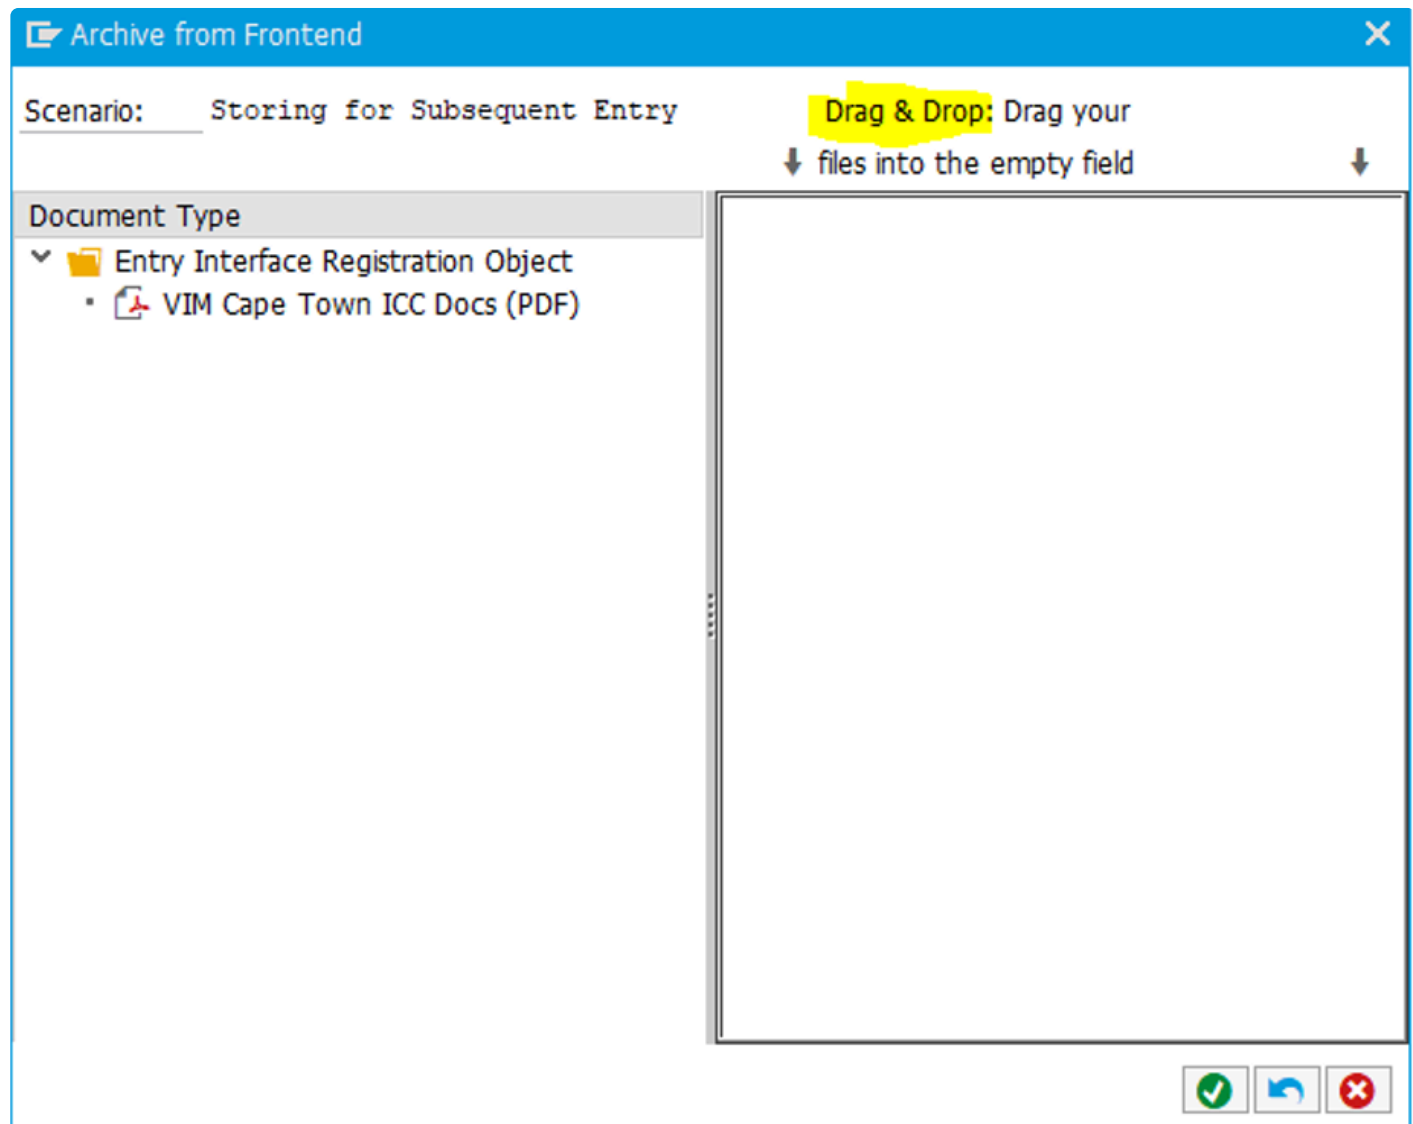 Archive from Frontend
Scenario: Storing for Subsequent Entry
Drag & Drop: Drag your
files into the empty field
Document Type
Entry Interface Registration Object
VIM Cape Town ICC Docs (PDF)